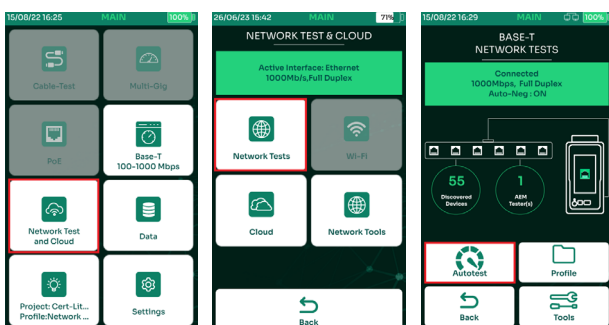 15/08/22 16:25 MAIN 100%
Cable-Test
Multi-Gig
PoE
Base-T
100-1000 Mbps
Network Test
and Cloud
Data
Project: Cert-Lit...
Profile:Network ...
Settings
26/06/23 15:42 MAIN 71%
NETWORK TEST & CLOUD
Active Interface: Ethernet
1000Mb/s,Full Duplex
Network Tests
Wi-Fi
Cloud
Network Tools
Back
15/08/22 16:29 MAIN 100%
BASE-T
NETWORK TESTS
Connected
1000Mbps, Full Duplex
Auto-Neg : ON
55
Discovered
Devices
1
AEM
Tester(s)
Autotest
Profile
Back
Tools